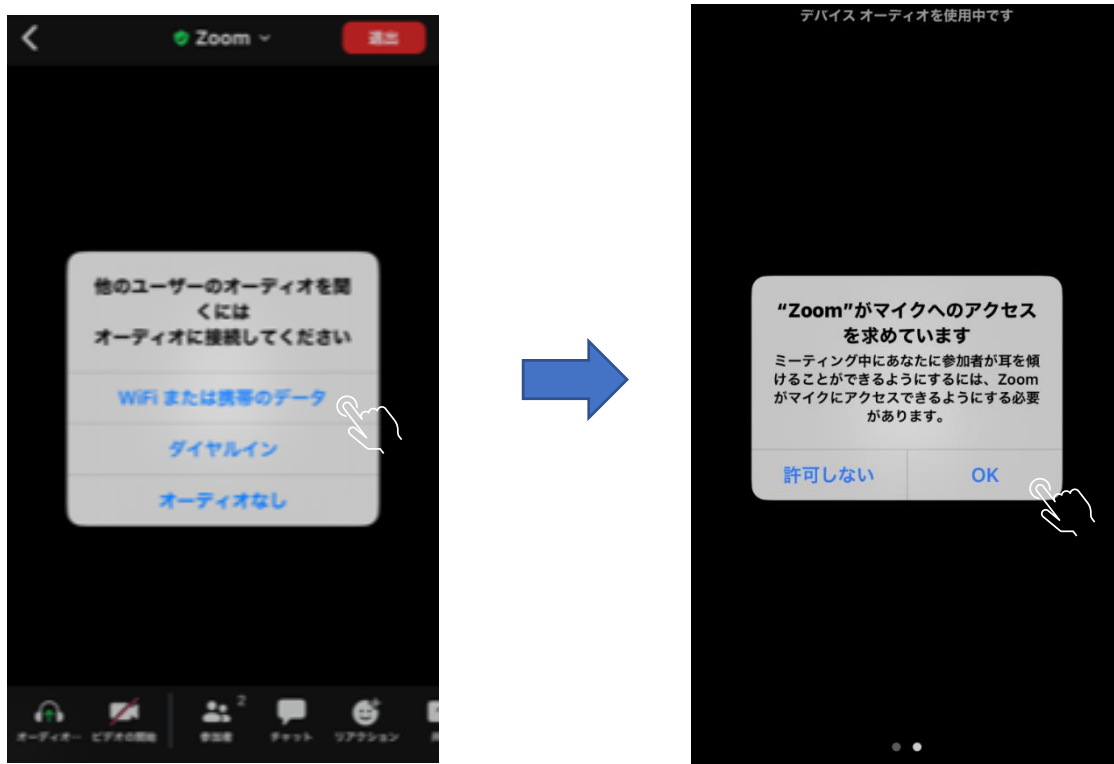 Zoom
退出
他のユーザーのオーディオを聞
くには
オーディオに接続してください
WiFi または携帯のデータ
ダイヤルイン
オーディオなし
オーディオ…
ビデオの開始
参加者
2
チャット
リアクション
デバイス オーディオを使用中です
“Zoom”がマイクへのアクセス
を求めています
ミーティング中にあなたに参加者が耳を傾
けることができるようにするには、Zoom
がマイクにアクセスできるようにする必要
があります。
許可しない
OK